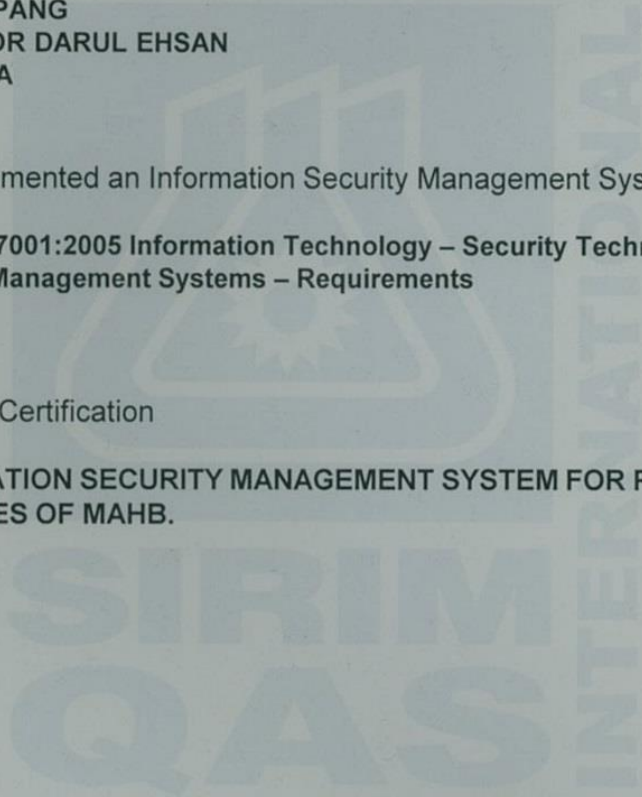 PANG
OR DARUL EHSAN
A
mented an Information Security Management Sys
7001:2005 Information Technology – Security Techn
Management Systems – Requirements
Certification
ATION SECURITY MANAGEMENT SYSTEM FOR
ES OF MAHB.
SIRIM
QAS
INTERNATIONAL